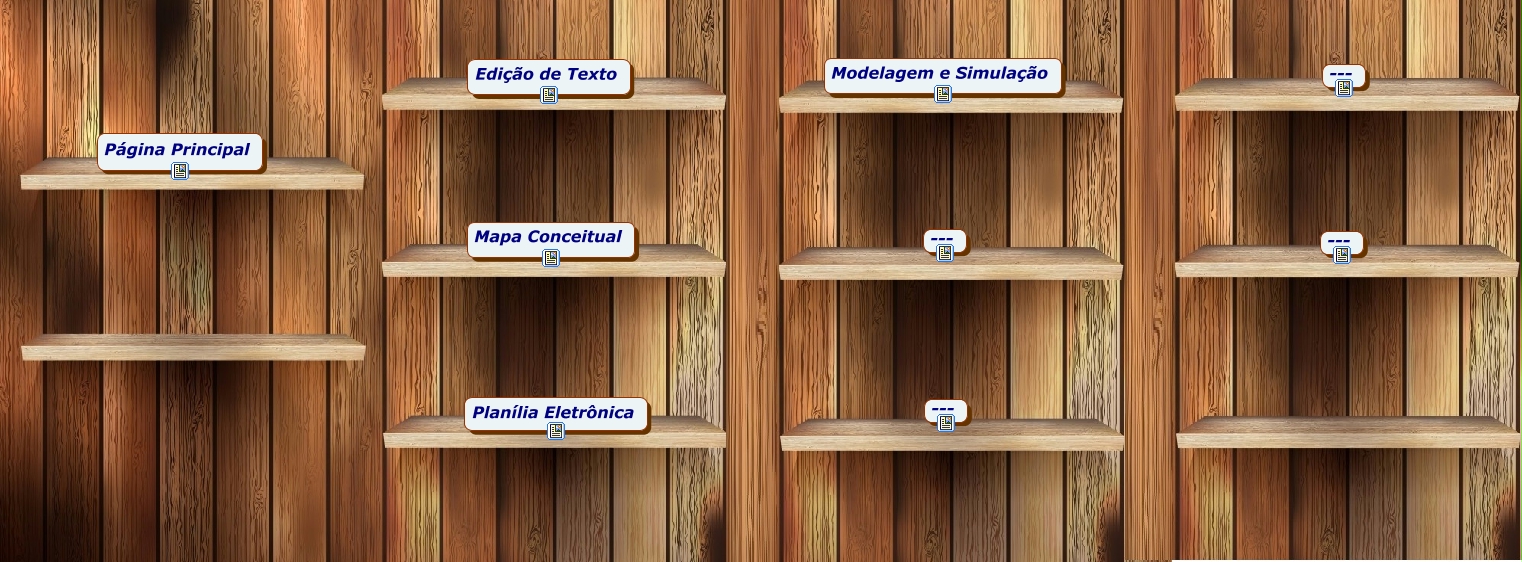 Página Principal
Edição de Texto
Mapa Conceitual
Planília Eletrônica
Modelagem e Simulação
---
---
---
---